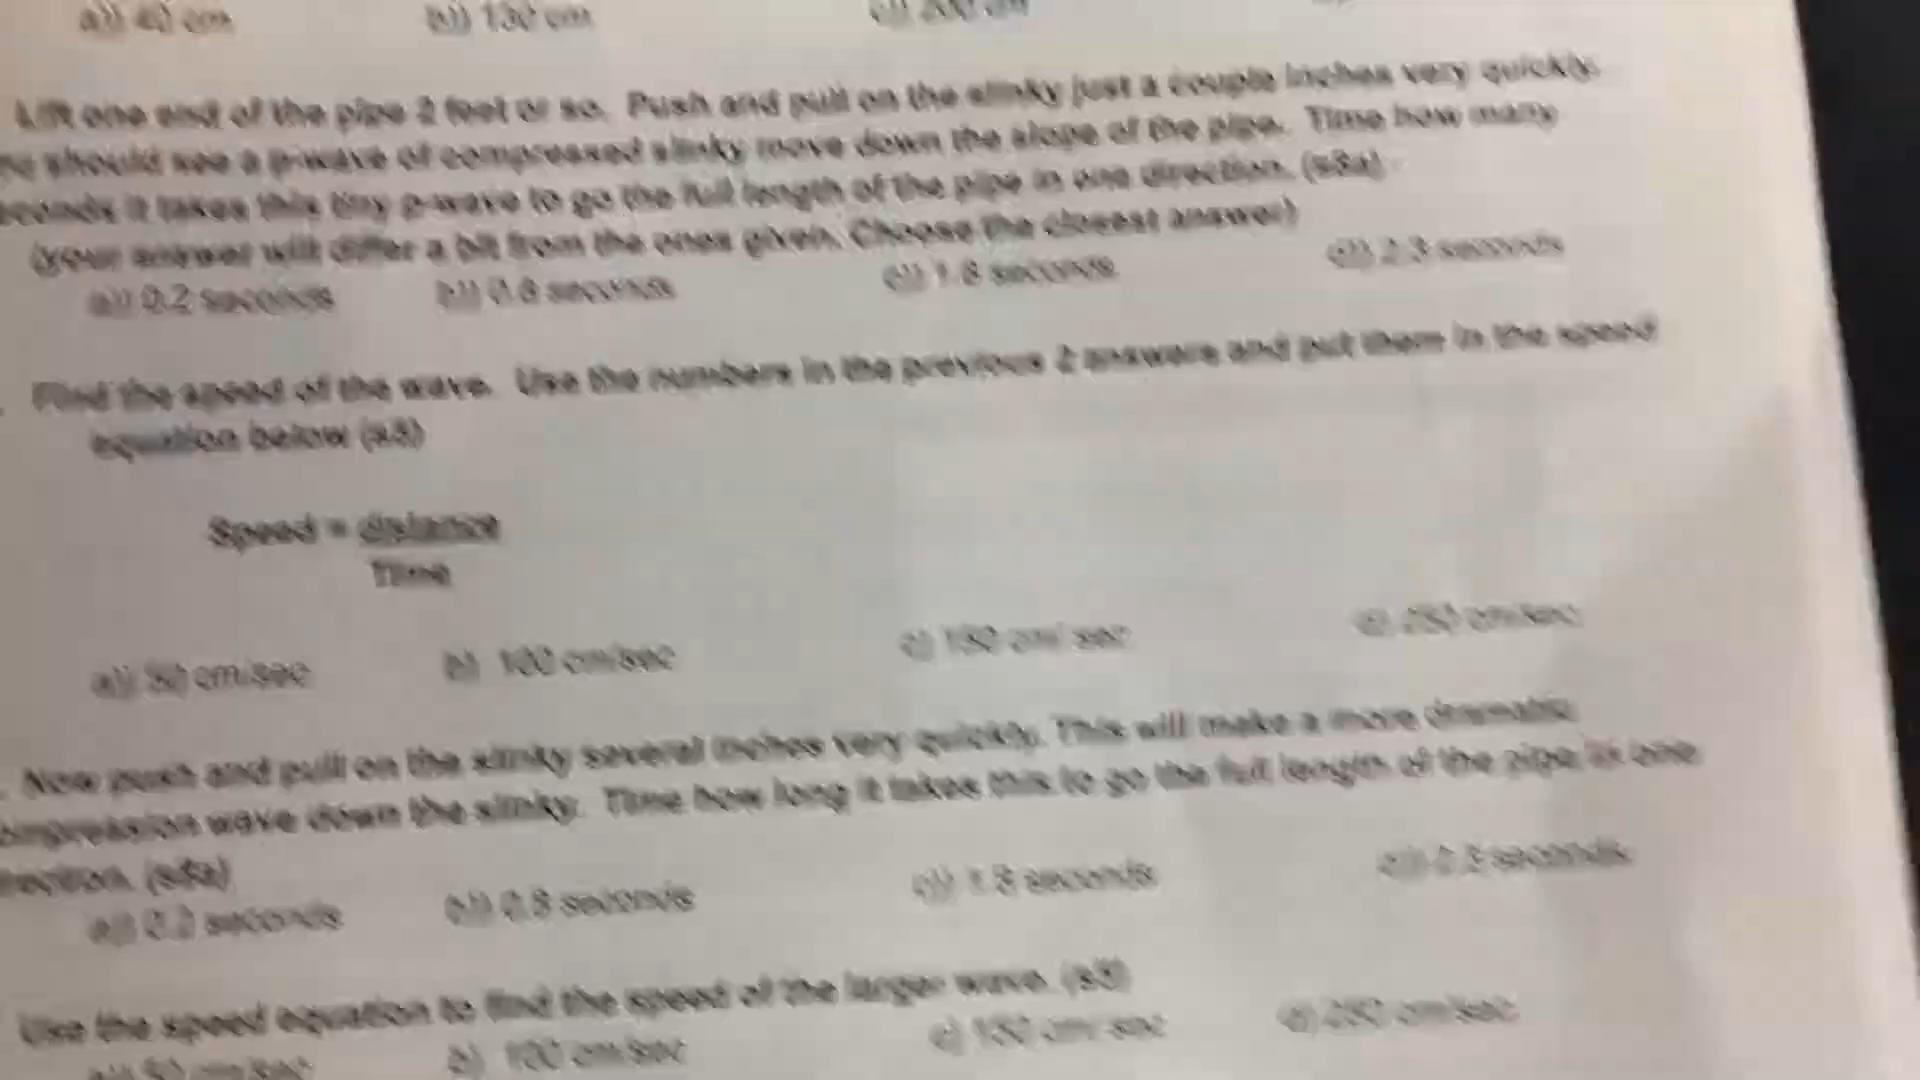 a)) 40 cm b)) 130 cm c)) 200 cm
Lift one end of the pipe 2 feet or so. Push and pull on the slinky just a couple inches very quickly.
should see a p-wave of compressed slinky move down the slope of the pipe. Time how many
seconds it takes this tiny p-wave to go the full length of the pipe in one direction. (s3a)
(your answer will differ a bit from the ones given. Choose the closest answer)
a)) 0.2 seconds b)) 0.8 seconds c)) 1.8 seconds d)) 2.3 seconds
Find the speed of the wave. Use the numbers in the previous 2 answers and put them in the speed
equation below (s3)
Speed = distance
Time
a)) 50 cm/sec b) 100 cm/sec c) 150 cm/ sec cm/sec
Now push and pull on the slinky several inches very quickly. This will make a more dramatic
compression wave down the slinky. Time how long it takes this to go the full length of the pipe in one
direction.
a)) 0.2 seconds b)) 0.8 seconds c)) 1.8 seconds seconds
Use the speed equation to find the speed of the larger wave. (s3)
a)) 50 cm/sec b) 100 cm/sec c) 150 cm/ sec cm/sec